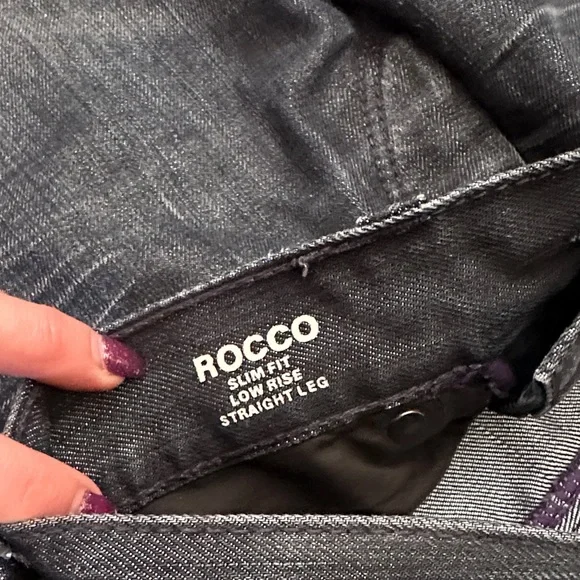 ROCCO
SLIM FIT
LOW RISE
STRAIGHT LEG